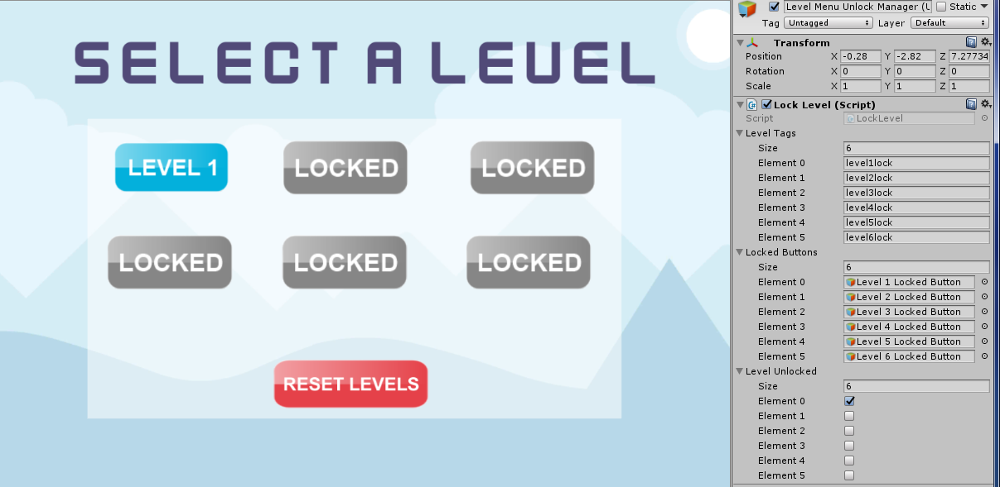 SELECT A LEVEL
LEVEL 1
LOCKED
LOCKED
LOCKED
LOCKED
LOCKED
RESET LEVELS
Level Menu Unlock Manager (U
Static
Tag Untagged Layer Default
Transform
Position X -0.28 Y -2.82 Z 7.27734
Rotation X 0 Y 0 Z 0
Scale X 1 Y 1 Z 1
Lock Level (Script)
Script LockLevel
Level Tags
Size 6
Element 0 level1lock
Element 1 level2lock
Element 2 level3lock
Element 3 level4lock
Element 4 level5lock
Element 5 level6lock
Locked Buttons
Size 6
Element 0 Level 1 Locked Button
Element 1 Level 2 Locked Button
Element 2 Level 3 Locked Button
Element 3 Level 4 Locked Button
Element 4 Level 5 Locked Button
Element 5 Level 6 Locked Button
Level Unlocked
Size 6
Element 0
Element 1
Element 2
Element 3
Element 4
Element 5